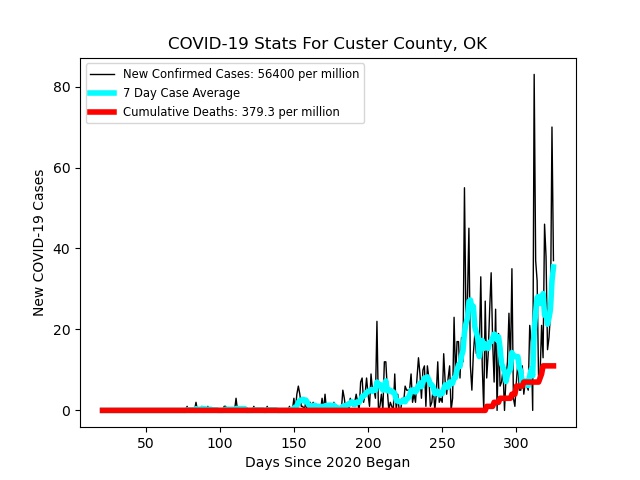 COVID-19 Stats For Custer County, OK
New Confirmed Cases: 56400 per million
7 Day Case Average
Cumulative Deaths: 379.3 per million
New COVID-19 Cases
80
60
40
20
0
50 100 150 200 250 300
Days Since 2020 Began